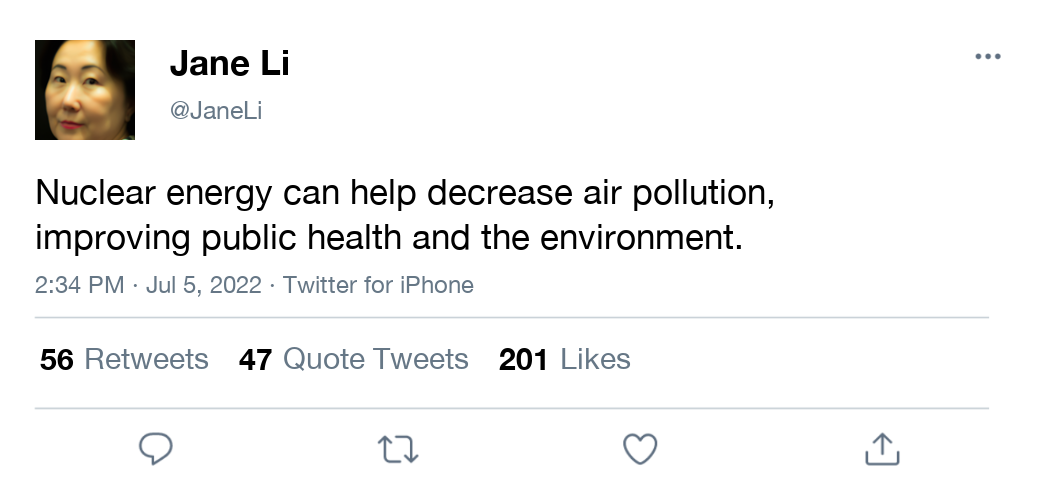 Jane Li
@JaneLi
Nuclear energy can help decrease air pollution,
improving public health and the environment.
2:34 PM · Jul 5, 2022 · Twitter for iPhone
56 Retweets 47 Quote Tweets 201 Likes